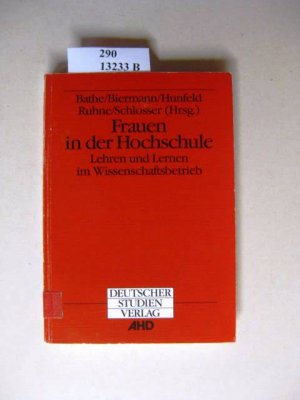 290
13233 B
Bathe/Biermann/Hunfeld
Ruhne/Schlosser (Hrsg.)
Frauen
in der Hochschule
Lehren und Lernen
im Wissenschaftsbetrieb
DEUTSCHER
STUDIEN
VERLAG
AHD